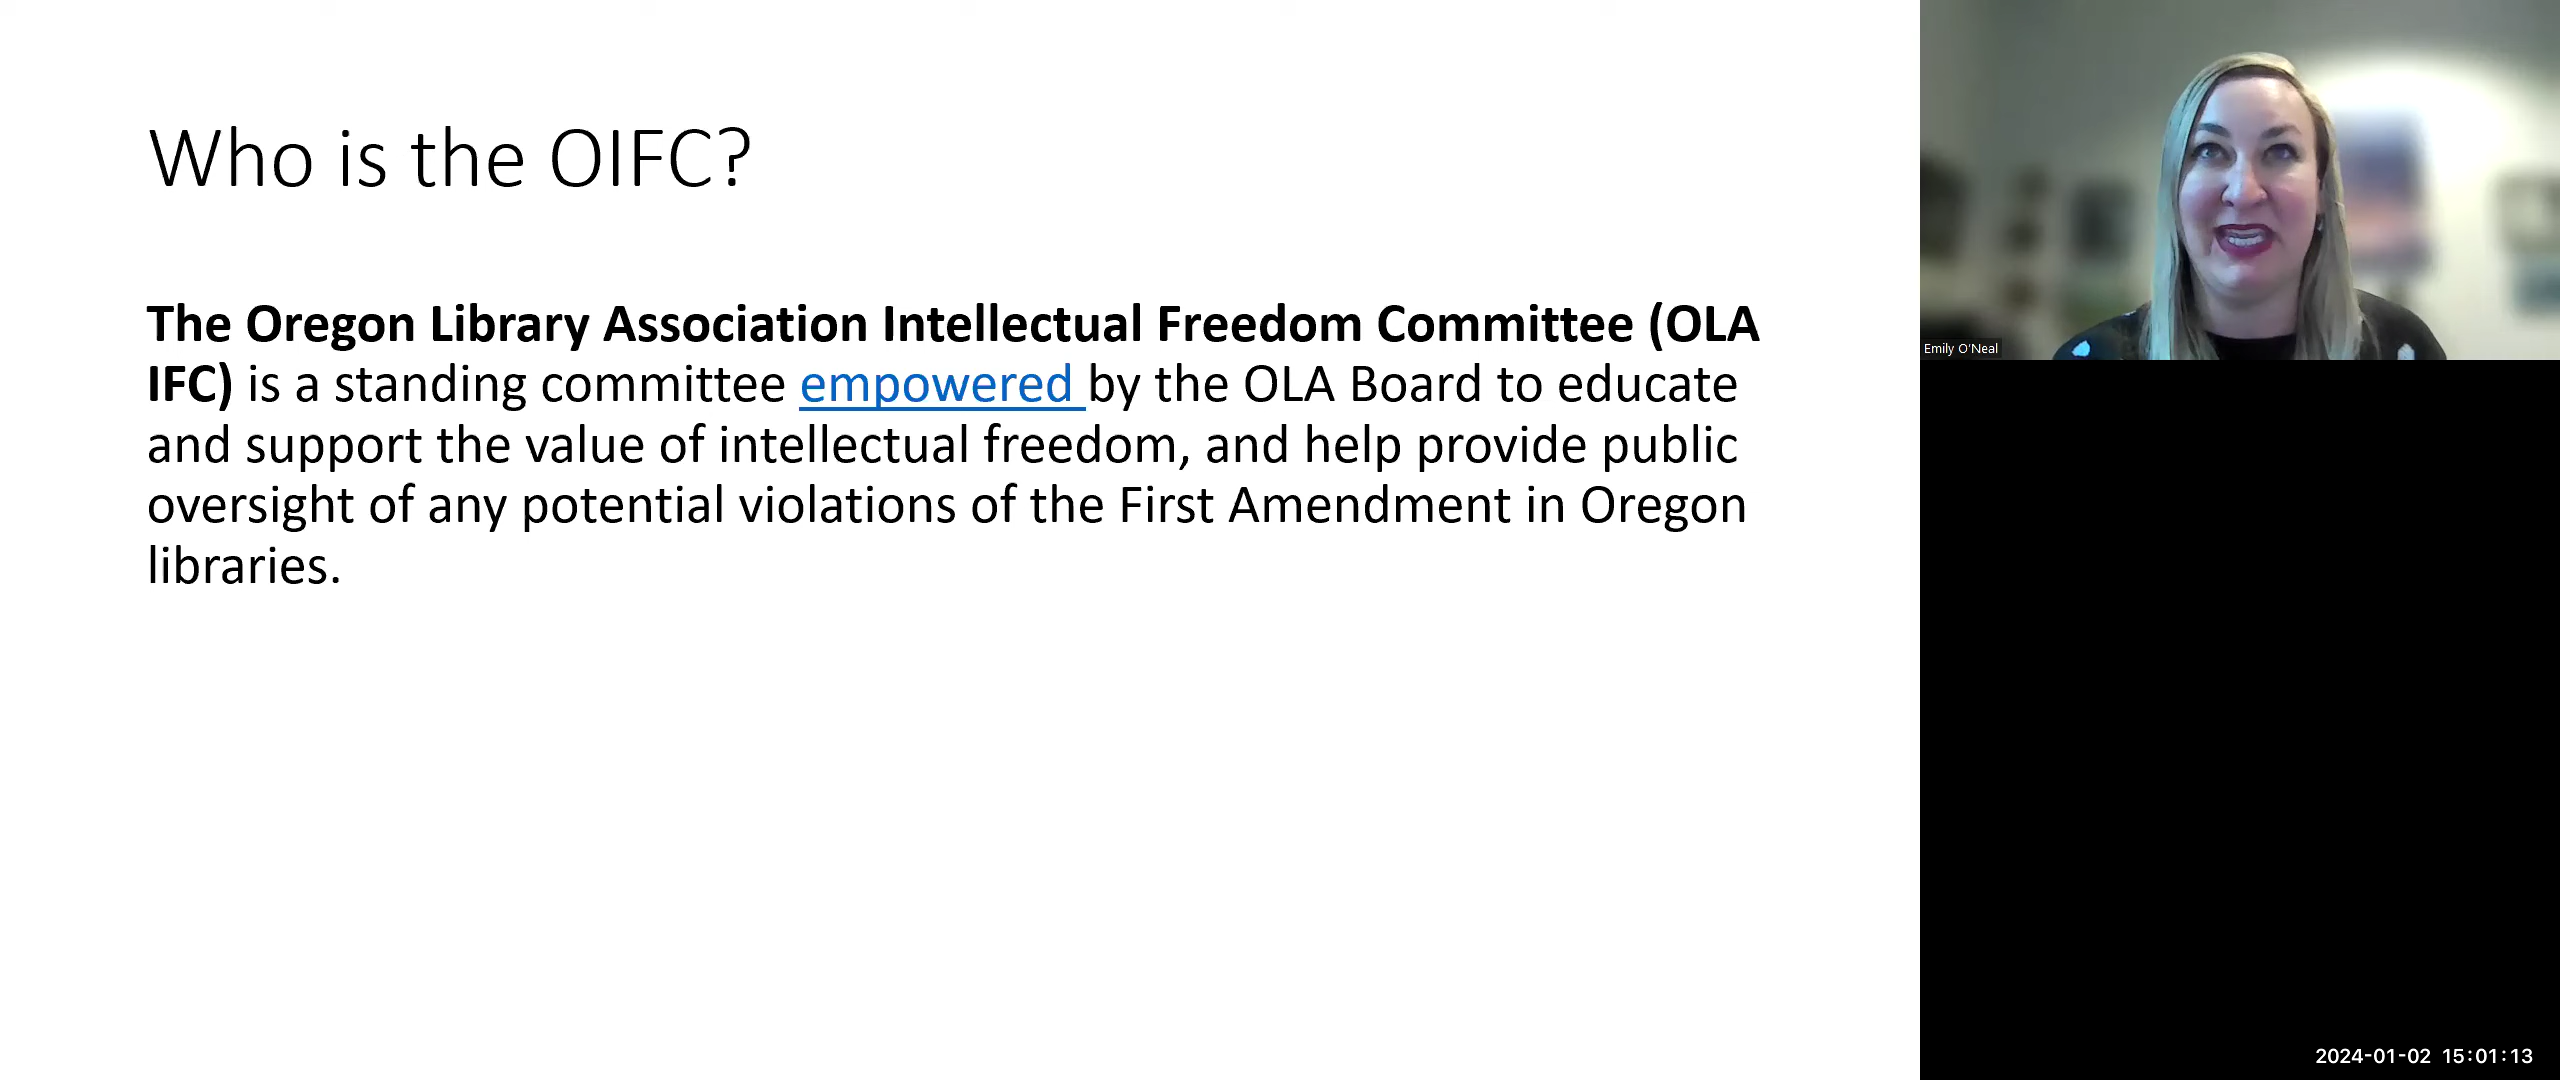 Who is the OIFC?
The Oregon Library Association Intellectual Freedom Committee (OLA
IFC) is a standing committee empowered by the OLA Board to educate
and support the value of intellectual freedom, and help provide public
oversight of any potential violations of the First Amendment in Oregon
libraries.
Emily O'Neal
2024-01-02 15:01:13